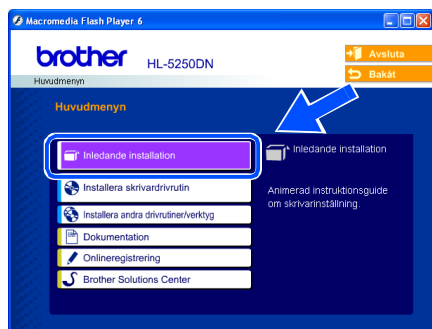 Macromedia Flash Player 6
brother HL-5250DN
Avsluta
Bakåt
Huvudmenyn
Huvudmenyn
Inledande installation
Installera skrivardrivrutin
Installera andra drivrutiner/verktyg
Dokumentation
Onlineregistrering
Brother Solutions Center
Inledande installation
Animerad instruktionsguide
om skrivarinställning.